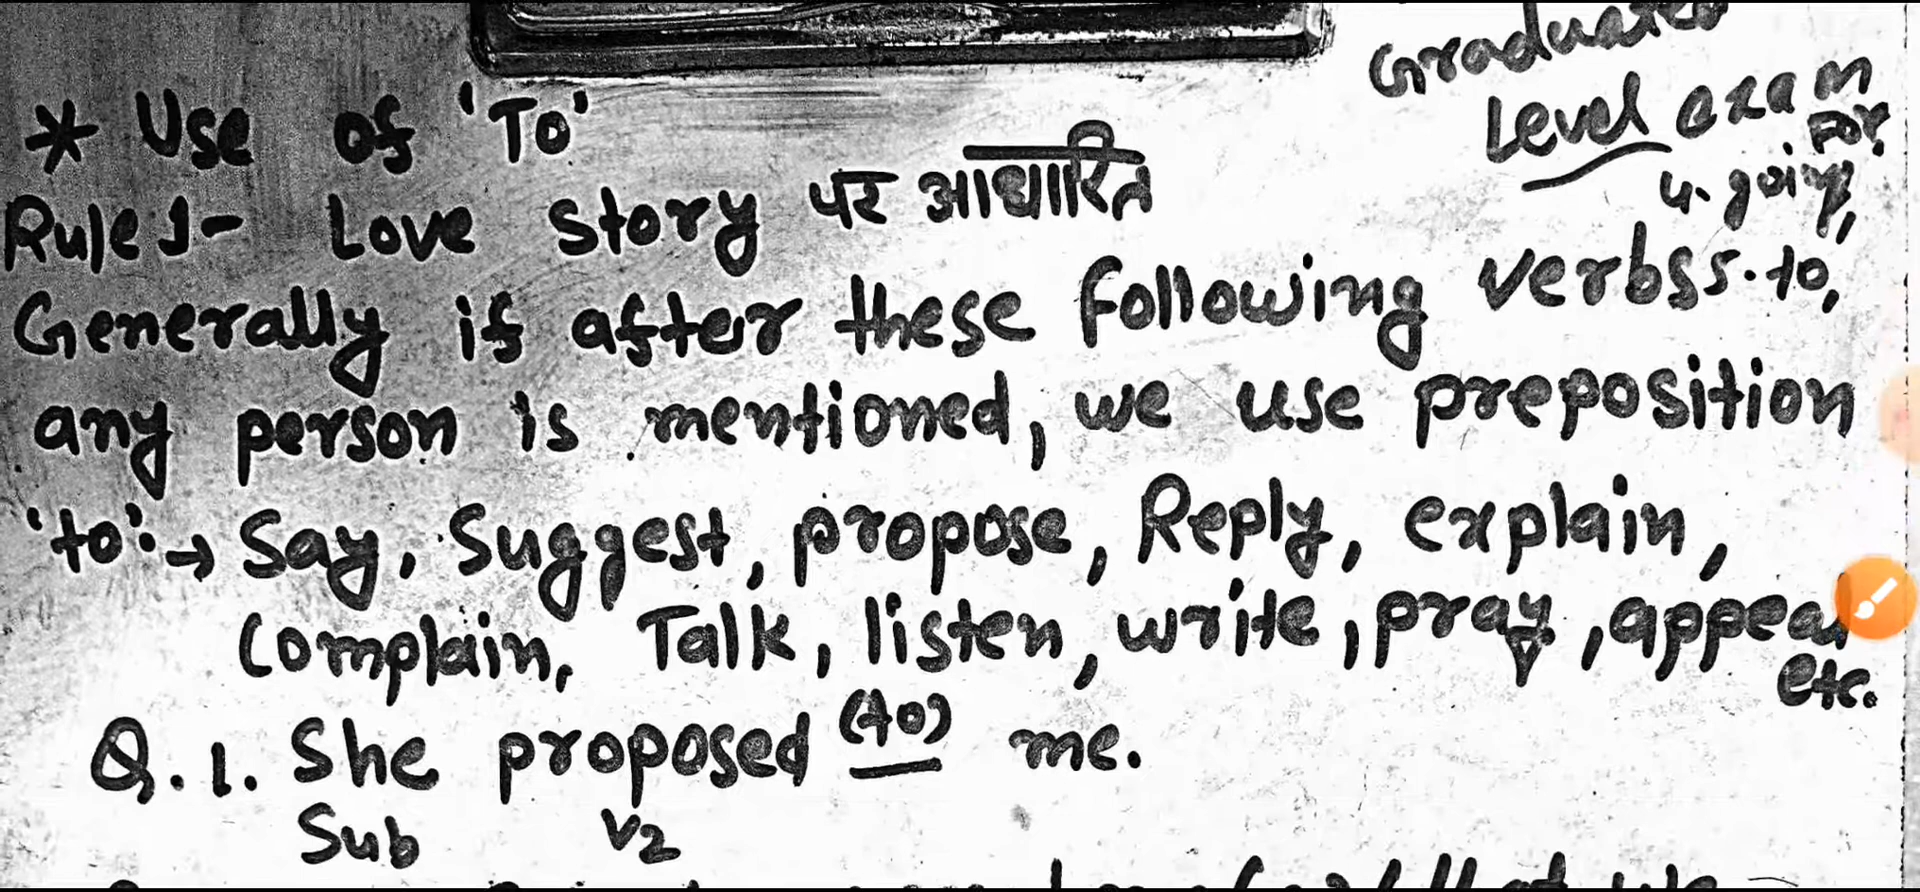 Graduates
Level exam
For
u. going,
* Use of 'To'
Rule 1- Love story पर आधारित
Generally if after these following verbss. to,
any person is mentioned, we use preposition
'to':→ Say, Suggest, propose, Reply, explain,
Complain, Talk, listen, write, pray, appeal
etc.
Q.1. She proposed (to) me.
Sub V2